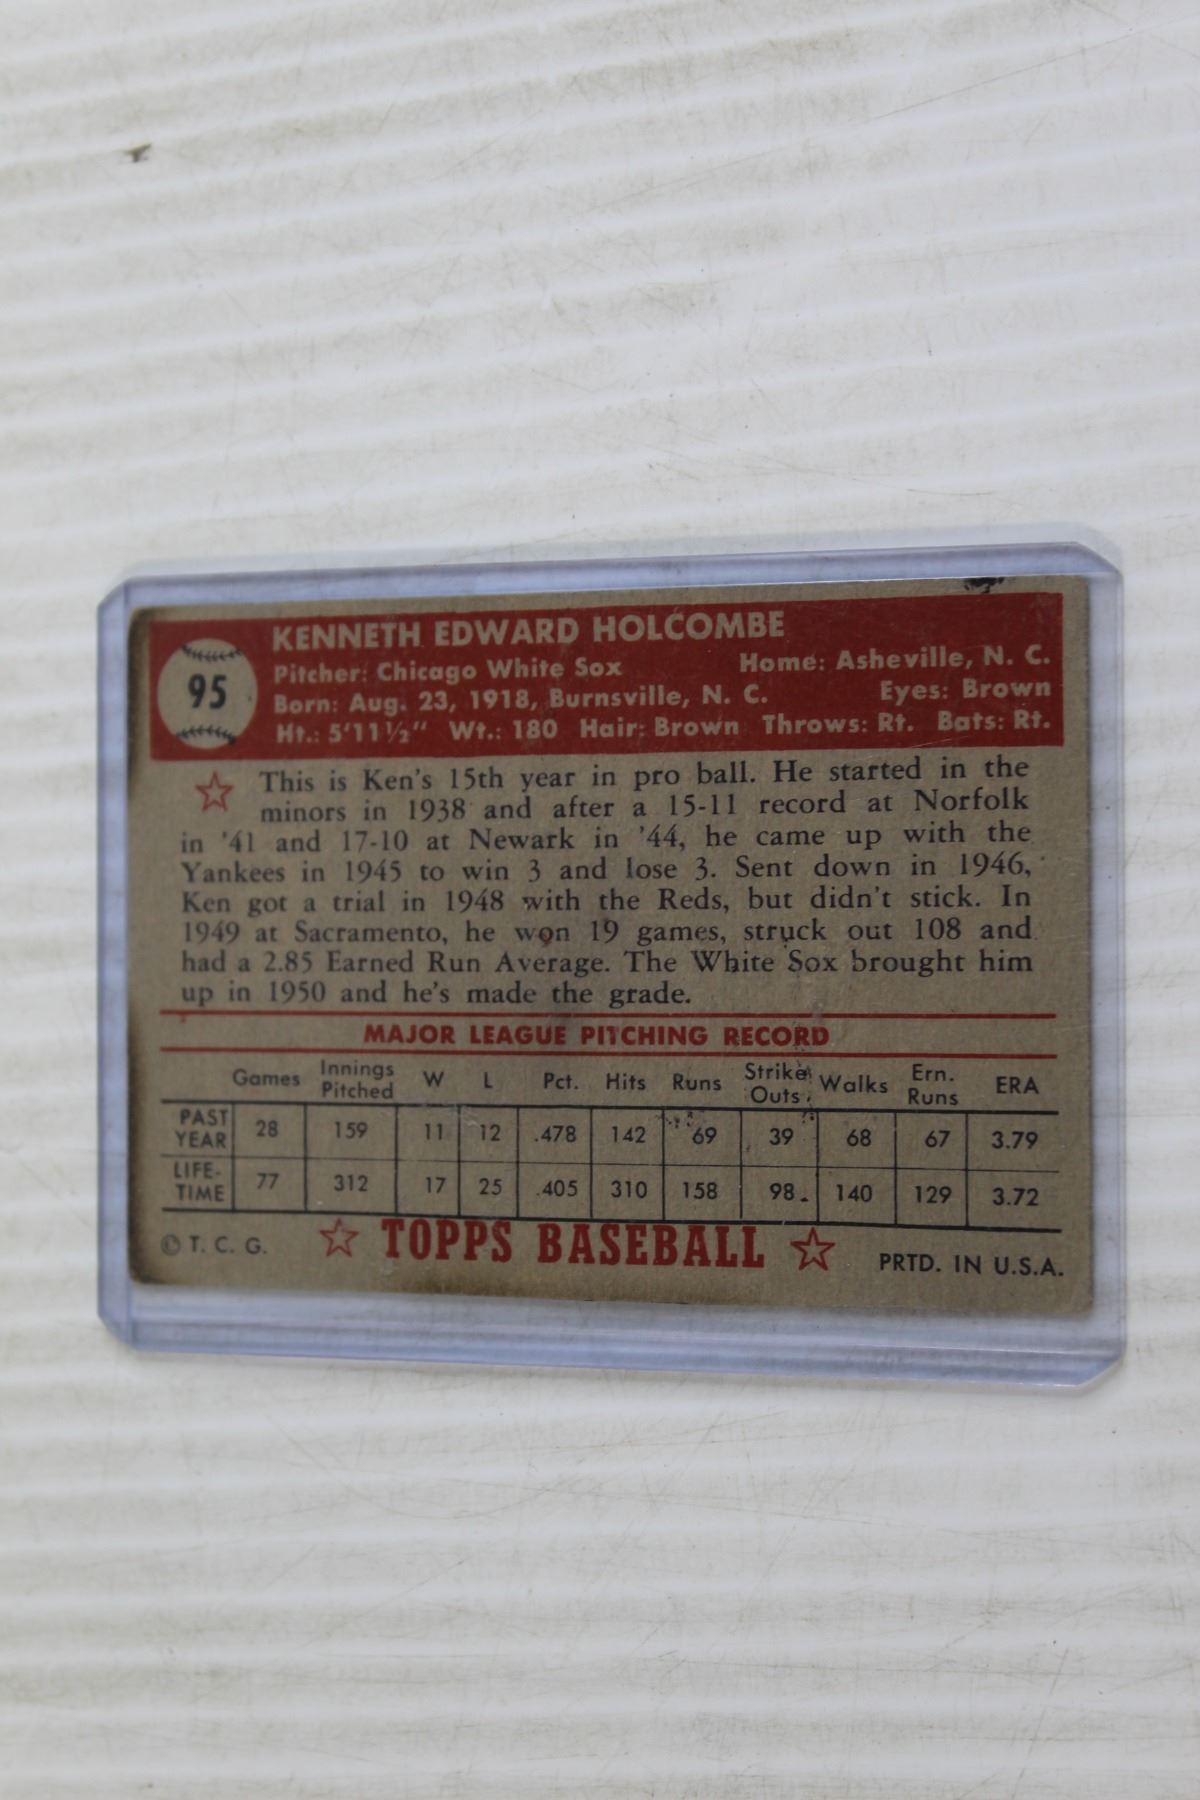 95
KENNETH EDWARD HOLCOMBE
Pitcher: Chicago White Sox Home: Asheville, N. C.
Born: Aug. 23, 1918, Burnsville, N. C. Eyes: Brown
Ht.: 5'11½" Wt.: 180 Hair: Brown Throws: Rt. Bats: Rt.
This is Ken's 15th year in pro ball. He started in the
minors in 1938 and after a 15-11 record at Norfolk
in '41 and 17-10 at Newark in '44, he came up with the
Yankees in 1945 to win 3 and lose 3. Sent down in 1946,
Ken got a trial in 1948 with the Reds, but didn't stick. In
1949 at Sacramento, he won 19 games, struck out 108 and
had a 2.85 Earned Run Average. The White Sox brought him
up in 1950 and he's made the grade.
MAJOR LEAGUE PITCHING RECORD
Games Innings Pitched W L Pct. Hits Runs Strike Outs Walks Ern. Runs ERA
PAST YEAR 28 159 11 12 .478 142 69 39 68 67 3.79
LIFE-TIME 77 312 17 25 .405 310 158 98 140 129 3.72
© T. C. G. ☆ TOPPS BASEBALL ☆ PRTD. IN U.S.A.